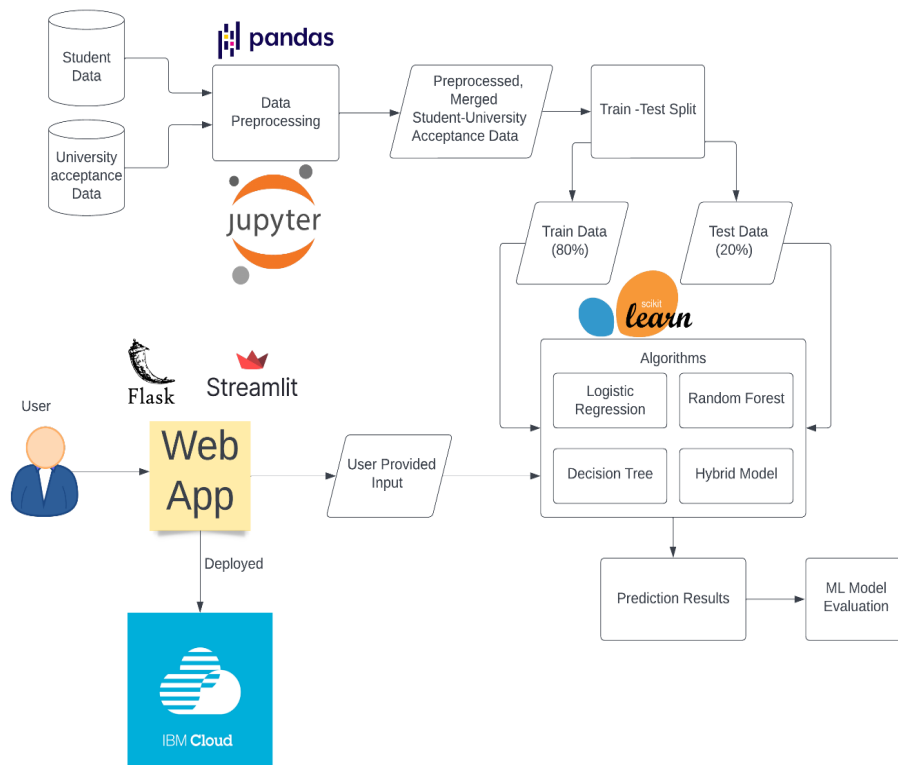 pandas
Student
Data
Data
Preprocessing
Preprocessed,
Merged
Student-University
Acceptance Data
Train -Test Split
University
acceptance
Data
jupyter
Train Data
(80%)
Test Data
(20%)
scikit
learn
Algorithms
Logistic
Regression
Random Forest
Decision Tree
Hybrid Model
Flask
Streamlit
User
Web
App
User Provided
Input
Deployed
Prediction Results
ML Model
Evaluation
IBM Cloud